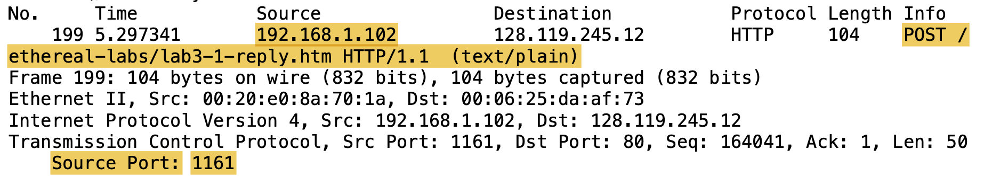 No. Time Source Destination Protocol Length Info
199 5.297341 192.168.1.102 128.119.245.12 HTTP 104 POST /
ethereal-labs/lab3-1-reply.htm HTTP/1.1 (text/plain)
Frame 199: 104 bytes on wire (832 bits), 104 bytes captured (832 bits)
Ethernet II, Src: 00:20:e0:8a:70:1a, Dst: 00:06:25:da:af:73
Internet Protocol Version 4, Src: 192.168.1.102, Dst: 128.119.245.12
Transmission Control Protocol, Src Port: 1161, Dst Port: 80, Seq: 164041, Ack: 1, Len: 50
Source Port: 1161